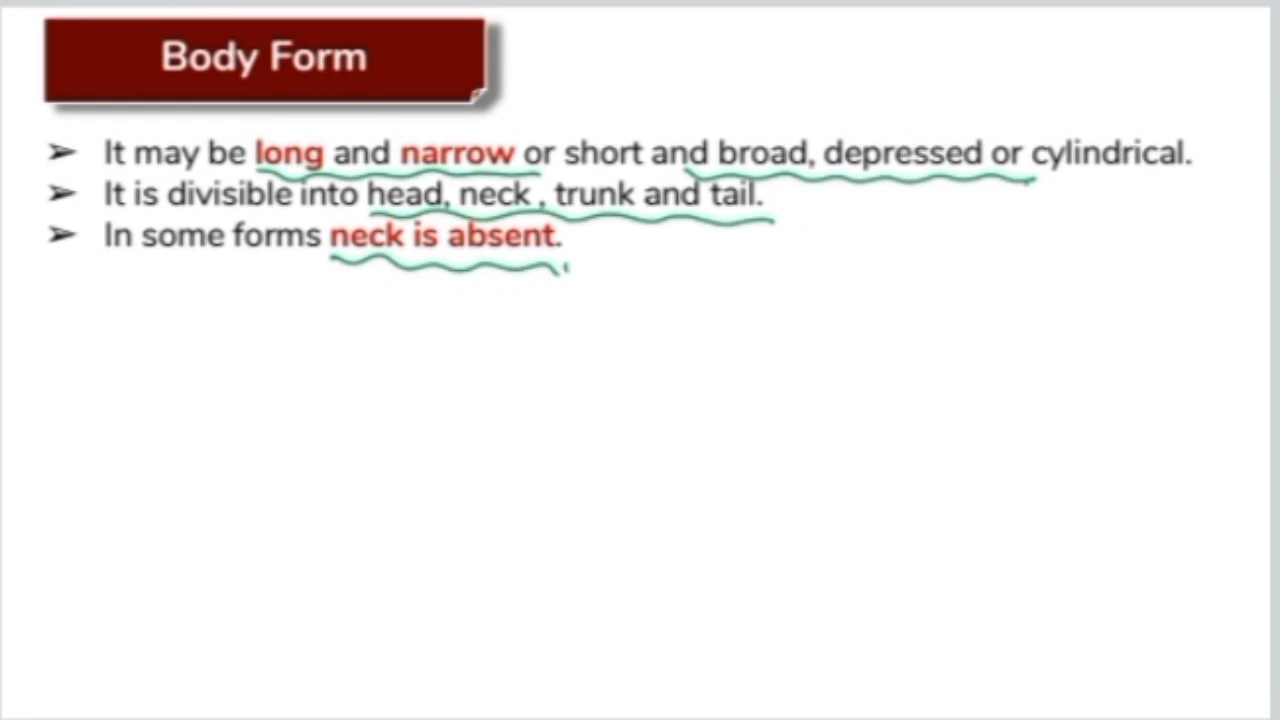 Body Form
➢ It may be long and narrow or short and broad, depressed or cylindrical.
➢ It is divisible into head, neck , trunk and tail.
➢ In some forms neck is absent.